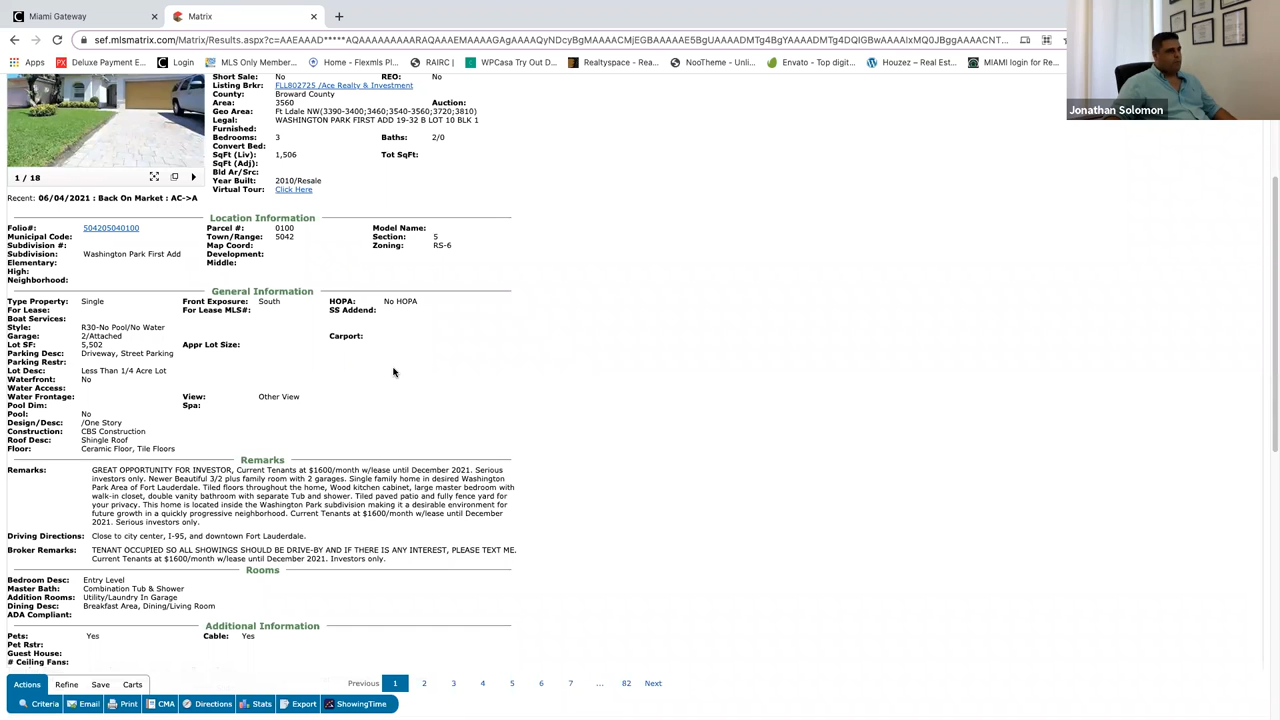 Miami Gateway
Matrix
sef.mlsmatrix.com/Matrix/Results.aspx?c=AAEAAAD*****AQAAAAAAAAARAQAAAEMAAAAGAgAAAAQyNDcyBgMAAAACMjEGBAAAAAE5BgUAAAADMTg4BgYAAAADMTg4DQIGBwAAAAIxMQ0JBggAAAACNT...
Apps
Deluxe Payment E...
Login
MLS Only Member...
Home - Flexmls Pl...
RAIRC |
WPCasa Try Out D...
Realtyspace - Rea...
NooTheme - Unli...
Envato - Top digit...
Houzez – Real Est...
MIAMI login for Re...
Jonathan Solomon
Short Sale: No REO: No
Listing Brkr: FLL802725 /Ace Realty & Investment
County: Broward County
Area: 3560 Auction:
Geo Area: Ft Ldale NW(3390-3400;3460;3540-3560;3720;3810)
Legal: WASHINGTON PARK FIRST ADD 19-32 B LOT 10 BLK 1
Furnished:
Bedrooms: 3 Baths: 2/0
Convert Bed:
SqFt (Liv): 1,506 Tot SqFt:
SqFt (Adj):
Bld Ar/Src:
Year Built: 2010/Resale
Virtual Tour: Click Here
1 / 18
Recent: 06/04/2021 : Back On Market : AC->A
Location Information
Folio#: 504205040100 Parcel #: 0100 Model Name:
Municipal Code: Town/Range: 5042 Section: 5
Subdivision #: Map Coord: Zoning: RS-6
Subdivision: Washington Park First Add Development:
Elementary: Middle:
High:
Neighborhood:
General Information
Type Property: Single Front Exposure: South HOPA: No HOPA
For Lease: For Lease MLS#: SS Addend:
Boat Services:
Style: R30-No Pool/No Water
Garage: 2/Attached Carport:
Lot SF: 5,502 Appr Lot Size:
Parking Desc: Driveway, Street Parking
Parking Restr:
Lot Desc: Less Than 1/4 Acre Lot
Waterfront: No
Water Access:
Water Frontage: View: Other View
Pool Dim: Spa:
Pool: No
Design/Desc: /One Story
Construction: CBS Construction
Roof Desc: Shingle Roof
Floor: Ceramic Floor, Tile Floors
Remarks
Remarks: GREAT OPPORTUNITY FOR INVESTOR, Current Tenants at $1600/month w/lease until December 2021. Serious
investors only. Newer Beautiful 3/2 plus family room with 2 garages. Single family home in desired Washington
Park Area of Fort Lauderdale. Tiled floors throughout the home, Wood kitchen cabinet, large master bedroom with
walk-in closet, double vanity bathroom with separate Tub and shower. Tiled paved patio and fully fence yard for
your privacy. This home is located inside the Washington Park subdivision making it a desirable environment for
future growth in a quickly progressive neighborhood. Current Tenants at $1600/month w/lease until December
2021. Serious investors only.
Driving Directions: Close to city center, I-95, and downtown Fort Lauderdale.
Broker Remarks: TENANT OCCUPIED SO ALL SHOWINGS SHOULD BE DRIVE-BY AND IF THERE IS ANY INTEREST, PLEASE TEXT ME.
Current Tenants at $1600/month w/lease until December 2021. Investors only.
Rooms
Bedroom Desc: Entry Level
Master Bath: Combination Tub & Shower
Addition Rooms: Utility/Laundry In Garage
Dining Desc: Breakfast Area, Dining/Living Room
ADA Compliant:
Additional Information
Pets: Yes Cable: Yes
Pet Rstr:
Guest House:
# Ceiling Fans:
Actions Refine Save Carts Previous 1 2 3 4 5 6 7 ... 82 Next
Criteria Email Print CMA Directions Stats Export ShowingTime